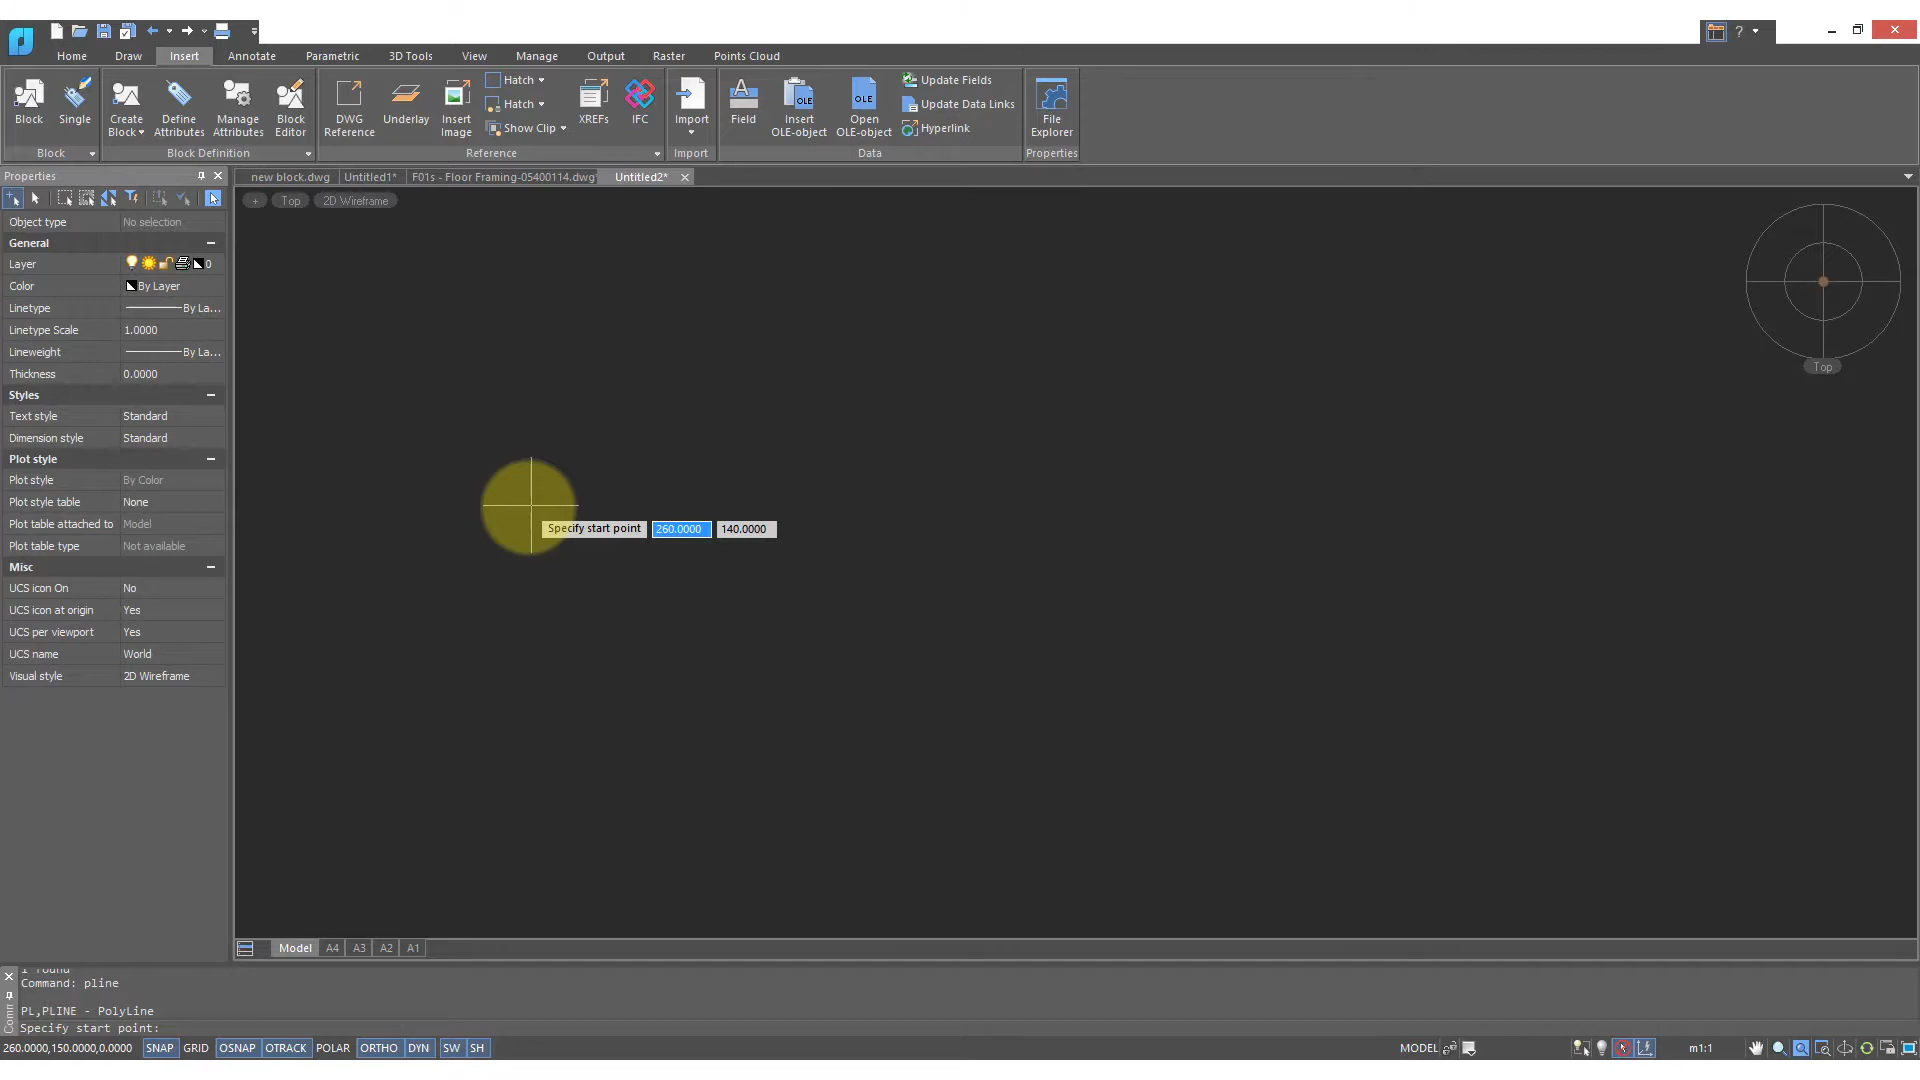 ?
Home Draw Insert Annotate Parametric 3D Tools View Manage Output Raster Points Cloud
Block Single Create Block Define Attributes Manage Attributes Block Editor DWG Reference Underlay Insert Image
Hatch
Hatch
Show Clip
XREFs IFC Import Field Insert OLE-object Open OLE-object
OLE OLE
Update Fields
Update Data Links
Hyperlink
File Explorer
Block Block Definition Reference Import Data Properties
Properties
new block.dwg Untitled1* F01s - Floor Framing-05400114.dwg Untitled2*
+ Top 2D Wireframe
Object type No selection
General
Layer 0
Color By Layer
Linetype By La...
Linetype Scale 1.0000
Lineweight By La...
Thickness 0.0000
Styles
Text style Standard
Dimension style Standard
Plot style
Plot style By Color
Plot style table None
Plot table attached to Model
Plot table type Not available
Misc
UCS icon On No
UCS icon at origin Yes
UCS per viewport Yes
UCS name World
Visual style 2D Wireframe
Top
Specify start point 260.0000 140.0000
Model A4 A3 A2 A1
Comm
1 found
Command: pline
PL,PLINE - PolyLine
Specify start point:
260.0000,150.0000,0.0000 SNAP GRID OSNAP OTRACK POLAR ORTHO DYN SW SH MODEL m1:1